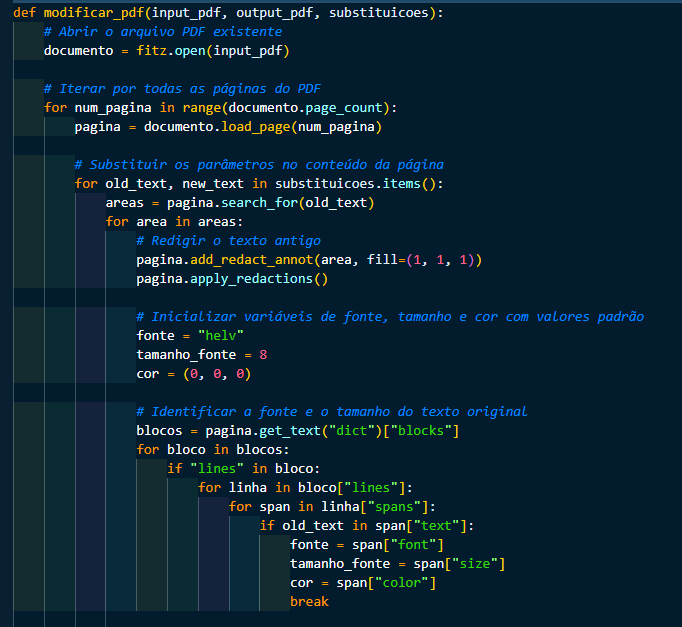 def modificar_pdf(input_pdf, output_pdf, substituicoes):
# Abrir o arquivo PDF existente
documento = fitz.open(input_pdf)
# Iterar por todas as páginas do PDF
for num_pagina in range(documento.page_count):
pagina = documento.load_page(num_pagina)
# Substituir os parâmetros no conteúdo da página
for old_text, new_text in substituicoes.items():
areas = pagina.search_for(old_text)
for area in areas:
# Redigir o texto antigo
pagina.add_redact_annot(area, fill=(1, 1, 1))
pagina.apply_redactions()
# Inicializar variáveis de fonte, tamanho e cor com valores padrão
fonte = "helv"
tamanho_fonte = 8
cor = (0, 0, 0)
# Identificar a fonte e o tamanho do texto original
blocos = pagina.get_text("dict")["blocks"]
for bloco in blocos:
if "lines" in bloco:
for linha in bloco["lines"]:
for span in linha["spans"]:
if old_text in span["text"]:
fonte = span["font"]
tamanho_fonte = span["size"]
cor = span["color"]
break